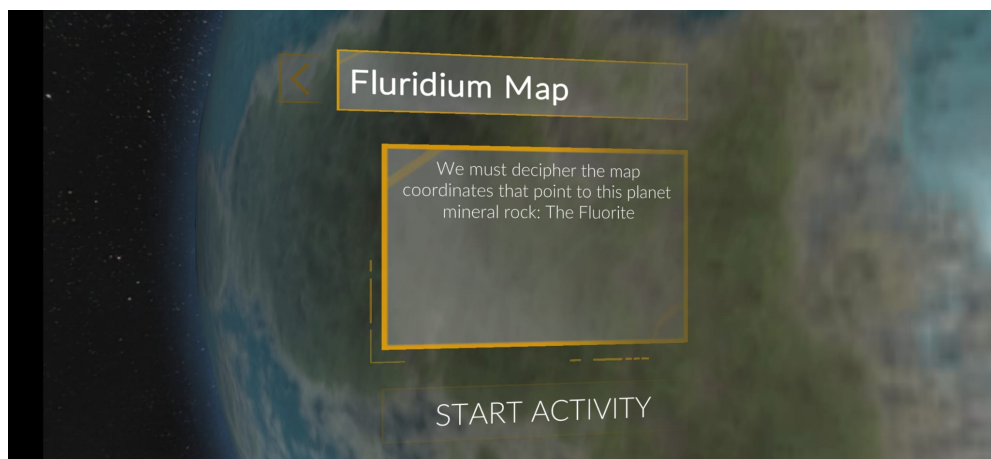 Fluridium Map
We must decipher the map
coordinates that point to this planet
mineral rock: The Fluorite
START ACTIVITY